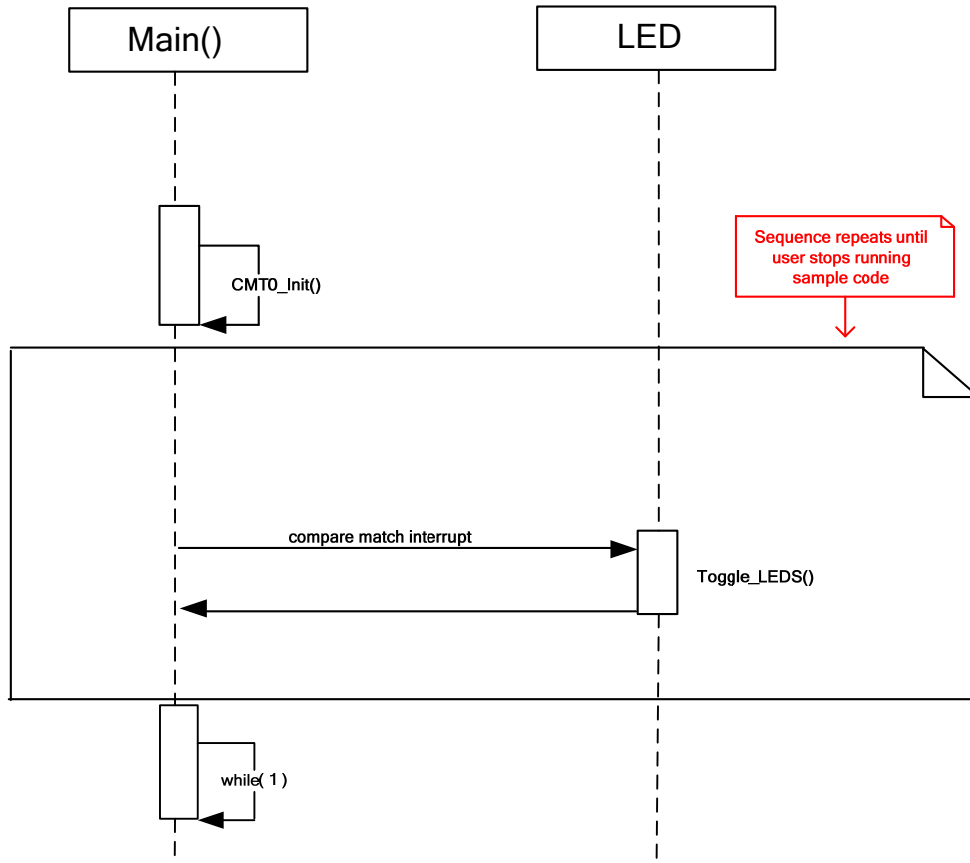 Main()
LED
Sequence repeats until
user stops running
sample code
CMT0_Init()
compare match interrupt
Toggle_LEDS()
while( 1 )